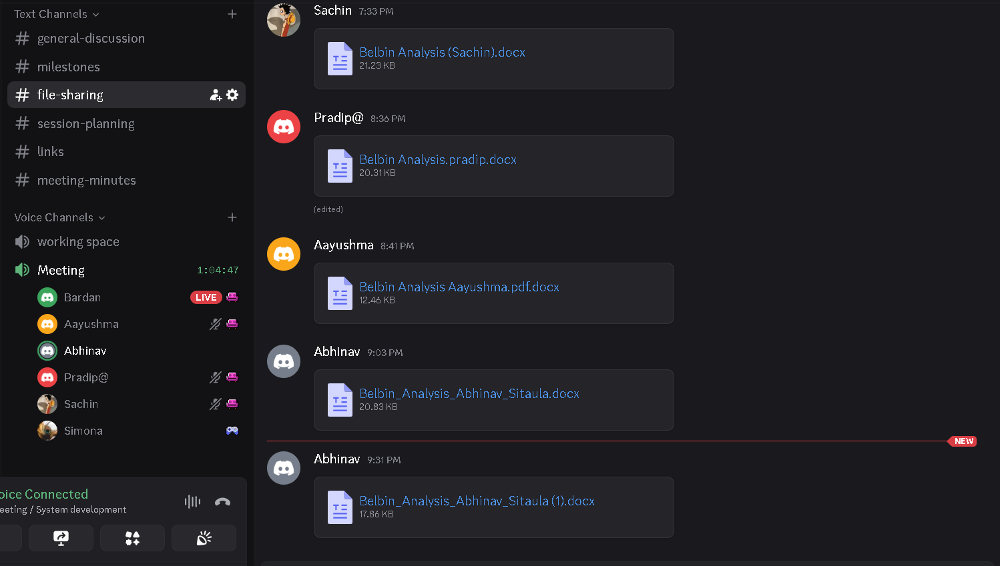 Text Channels
general-discussion
milestones
file-sharing
session-planning
links
meeting-minutes
Voice Channels
working space
Meeting 1:04:47
Bardan LIVE
Aayushma
Abhinav
Pradip@
Sachin
Simona
oice Connected
eeting / System development
Sachin 7:33 PM
Belbin Analysis (Sachin).docx
21.23 KB
Pradip@ 8:36 PM
Belbin Analysis.pradip.docx
20.31 KB
(edited)
Aayushma 8:41 PM
Belbin Analysis Aayushma.pdf.docx
12.46 KB
Abhinav 9:03 PM
Belbin_Analysis_Abhinav_Sitaula.docx
20.83 KB
NEW
Abhinav 9:31 PM
Belbin_Analysis_Abhinav_Sitaula (1).docx
17.86 KB